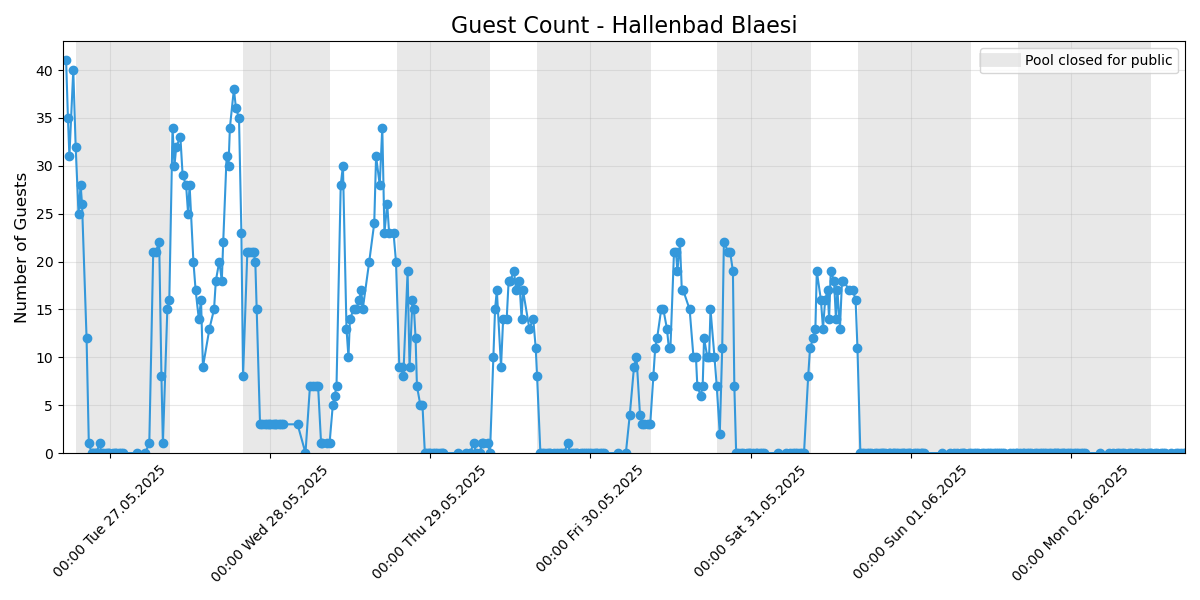 Guest Count - Hallenbad Blaesi
Pool closed for public
Number of Guests
40
35
30
25
20
15
10
5
0
00:00 Tue 27.05.2025
00:00 Wed 28.05.2025
00:00 Thu 29.05.2025
00:00 Fri 30.05.2025
00:00 Sat 31.05.2025
00:00 Sun 01.06.2025
00:00 Mon 02.06.2025